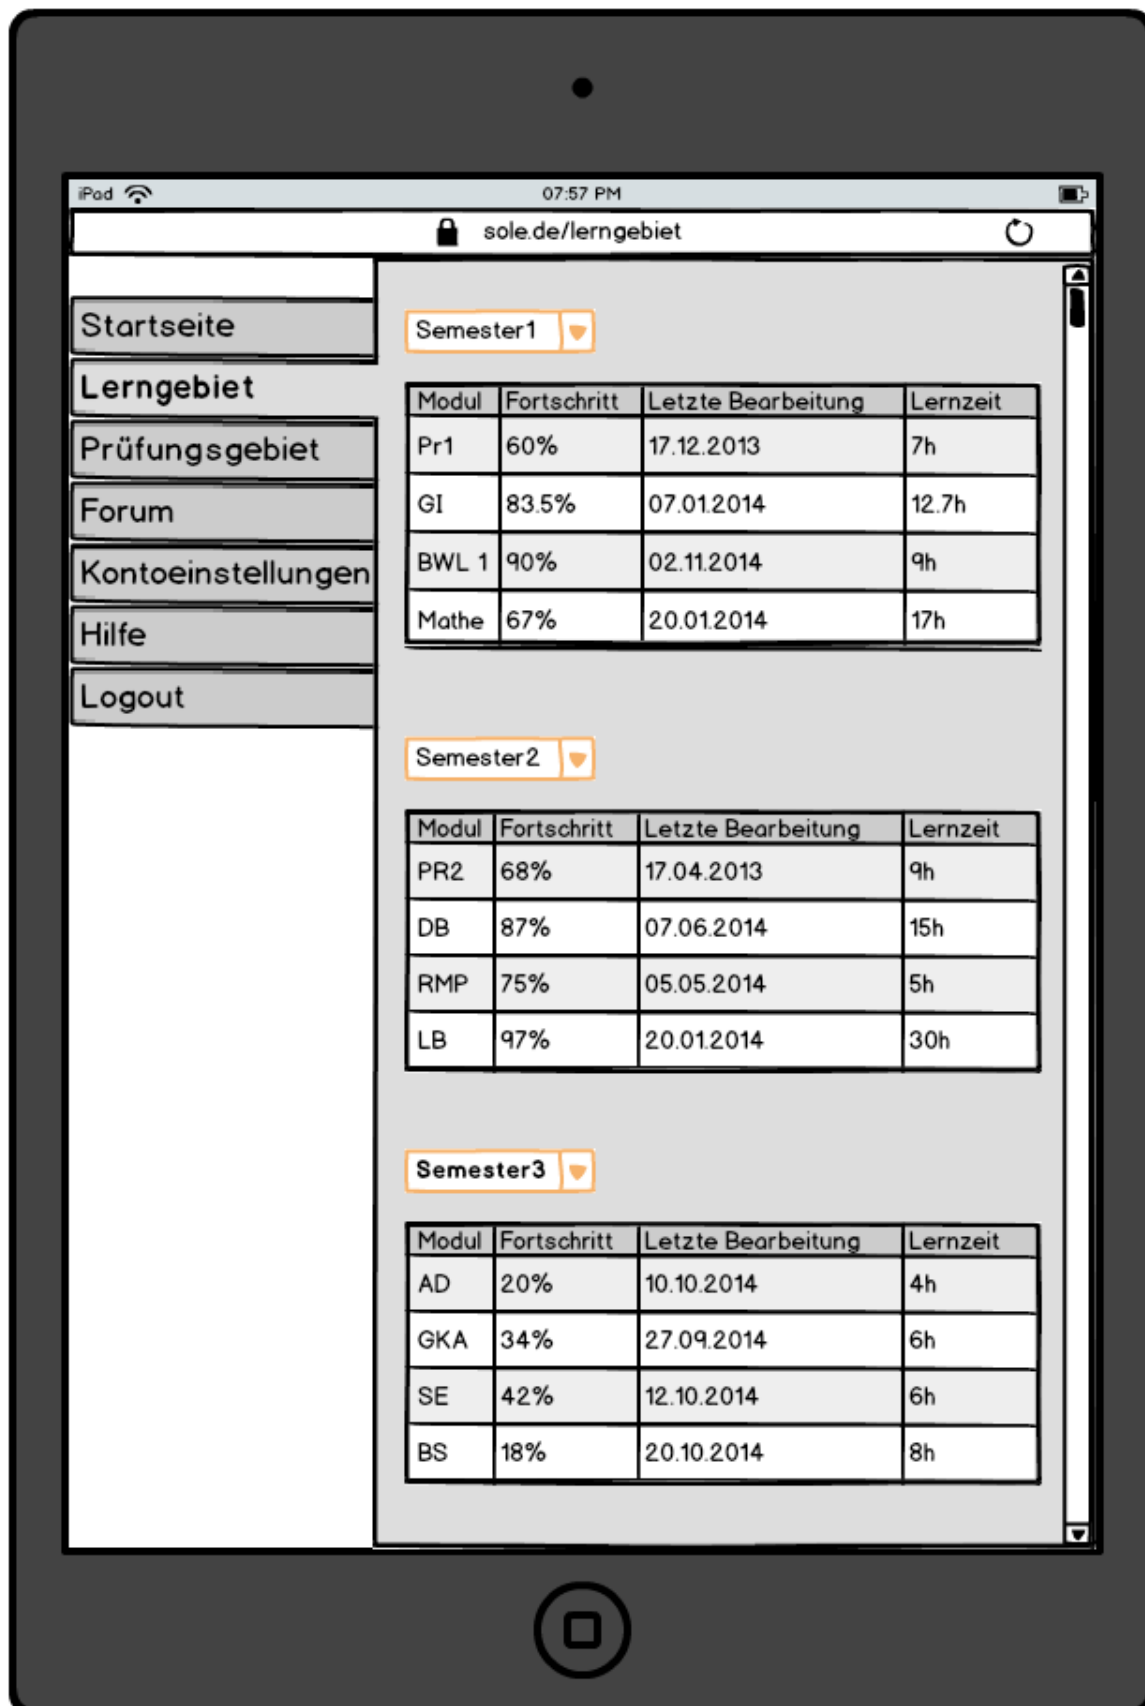 iPad 07:57 PM
sole.de/lerngebiet
Startseite
Lerngebiet
Prüfungsgebiet
Forum
Kontoeinstellungen
Hilfe
Logout
Semester1
Modul Fortschritt Letzte Bearbeitung Lernzeit
Pr1 60% 17.12.2013 7h
GI 83.5% 07.01.2014 12.7h
BWL 1 90% 02.11.2014 9h
Mathe 67% 20.01.2014 17h
Semester2
Modul Fortschritt Letzte Bearbeitung Lernzeit
PR2 68% 17.04.2013 9h
DB 87% 07.06.2014 15h
RMP 75% 05.05.2014 5h
LB 97% 20.01.2014 30h
Semester3
Modul Fortschritt Letzte Bearbeitung Lernzeit
AD 20% 10.10.2014 4h
GKA 34% 27.09.2014 6h
SE 42% 12.10.2014 6h
BS 18% 20.10.2014 8h